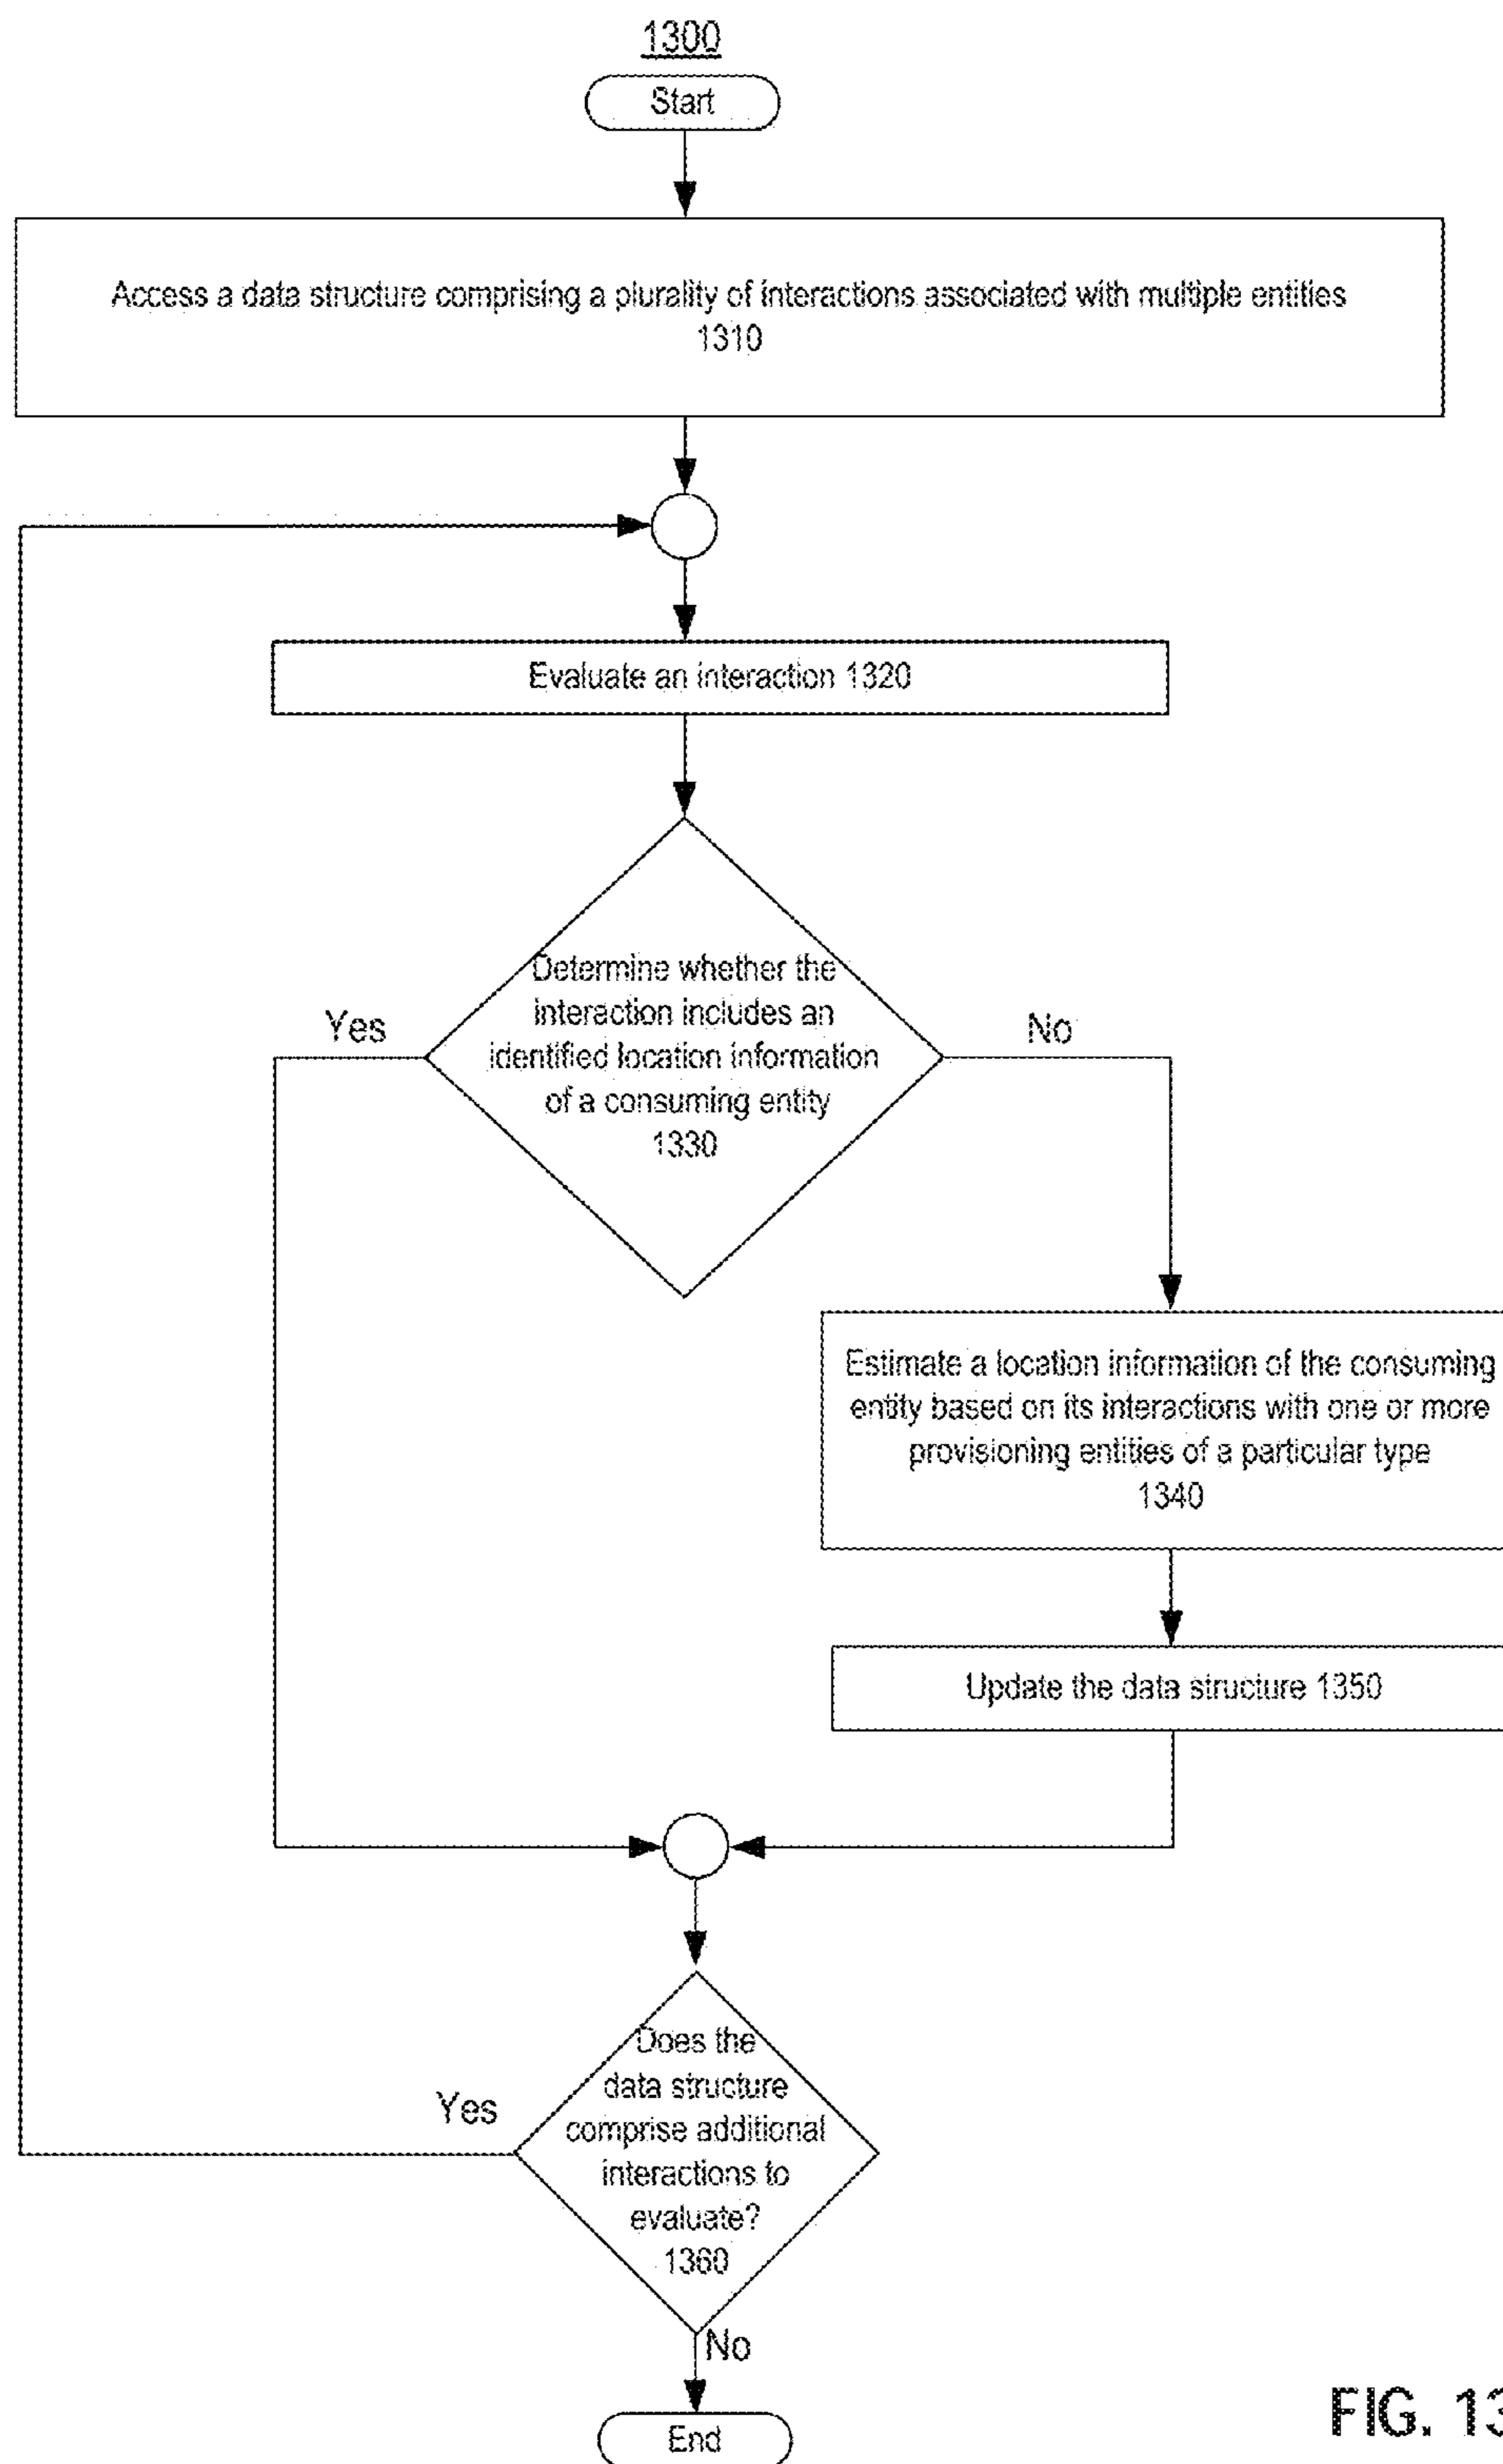 1300
Start
Access a data structure comprising a plurality of interactions associated with multiple entities
1310
Evaluate an interaction 1320
Determine whether the
interaction includes an
identified location information
of a consuming entity
1330
Yes
No
Estimate a location information of the consuming
entity based on its interactions with one or more
provisioning entities of a particular type
1340
Update the data structure 1350
Does the
data structure
comprise additional
interactions to
evaluate?
1360
Yes
No
End
FIG. 13